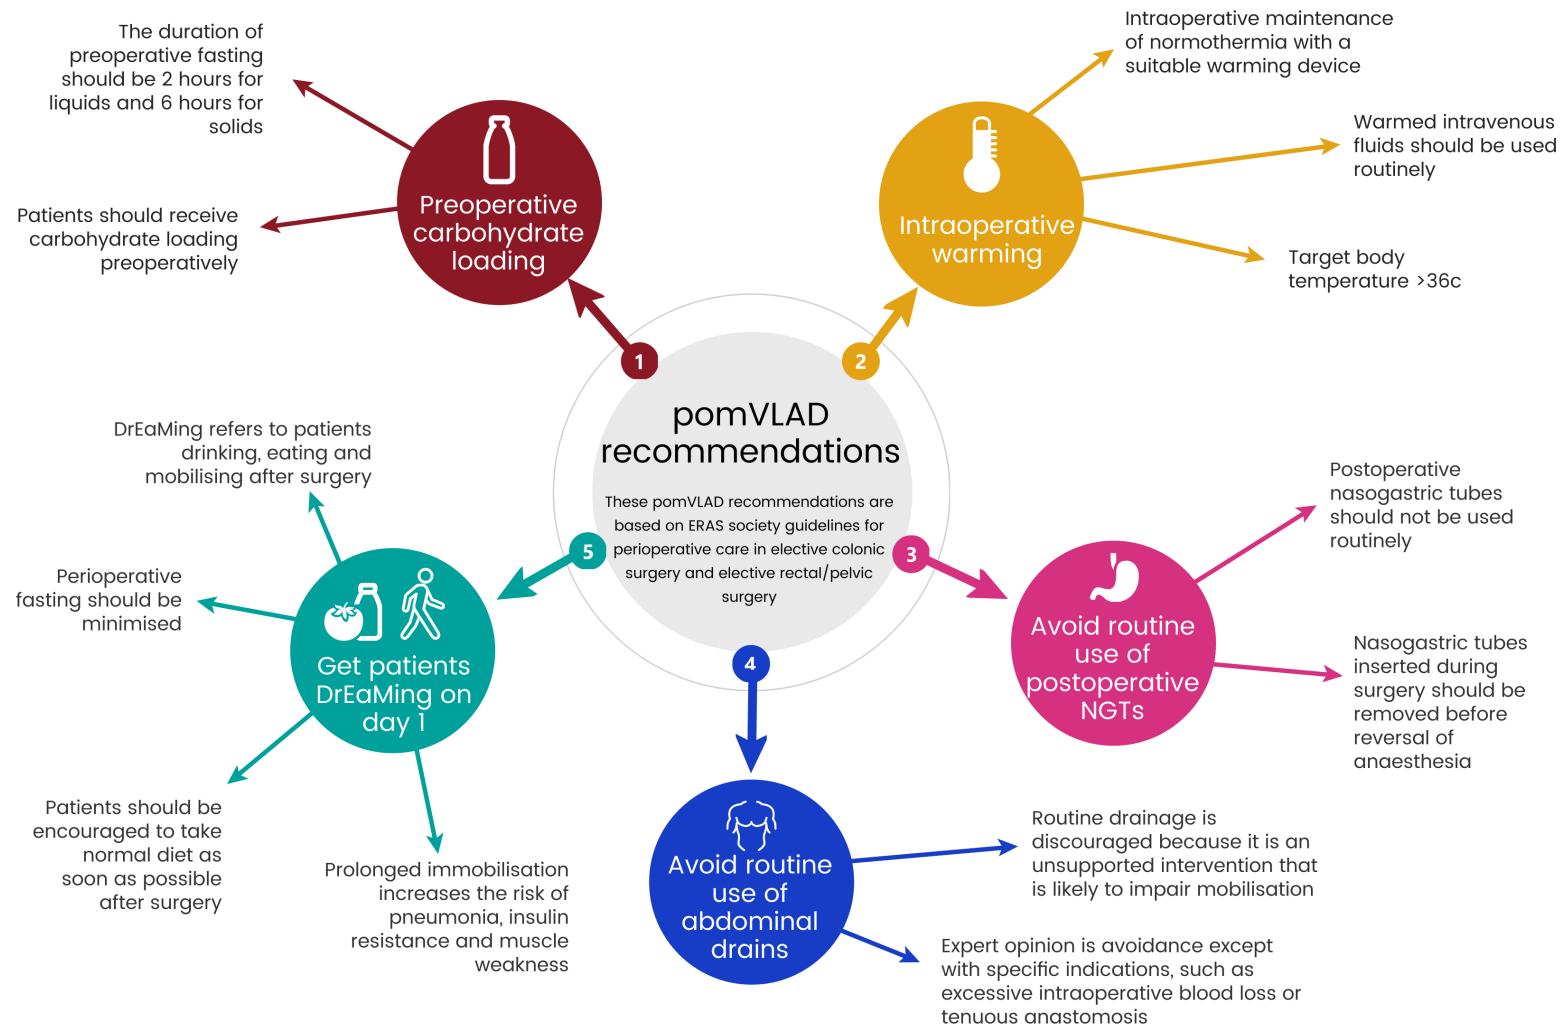 pomVLAD
recommendations
These pomVLAD recommendations are
based on ERAS society guidelines for
perioperative care in elective colonic
surgery and elective rectal/pelvic
surgery
1
Preoperative
carbohydrate
loading
The duration of
preoperative fasting
should be 2 hours for
liquids and 6 hours for
solids
Patients should receive
carbohydrate loading
preoperatively
2
Intraoperative
warming
Intraoperative maintenance
of normothermia with a
suitable warming device
Warmed intravenous
fluids should be used
routinely
Target body
temperature >36c
3
Avoid routine
use of
postoperative
NGTs
Postoperative
nasogastric tubes
should not be used
routinely
Nasogastric tubes
inserted during
surgery should be
removed before
reversal of
anaesthesia
4
Avoid routine
use of
abdominal
drains
Routine drainage is
discouraged because it is an
unsupported intervention that
is likely to impair mobilisation
Expert opinion is avoidance except
with specific indications, such as
excessive intraoperative blood loss or
tenuous anastomosis
5
Get patients
DrEaMing on
day 1
DrEaMing refers to patients
drinking, eating and
mobilising after surgery
Perioperative
fasting should be
minimised
Patients should be
encouraged to take
normal diet as
soon as possible
after surgery
Prolonged immobilisation
increases the risk of
pneumonia, insulin
resistance and muscle
weakness